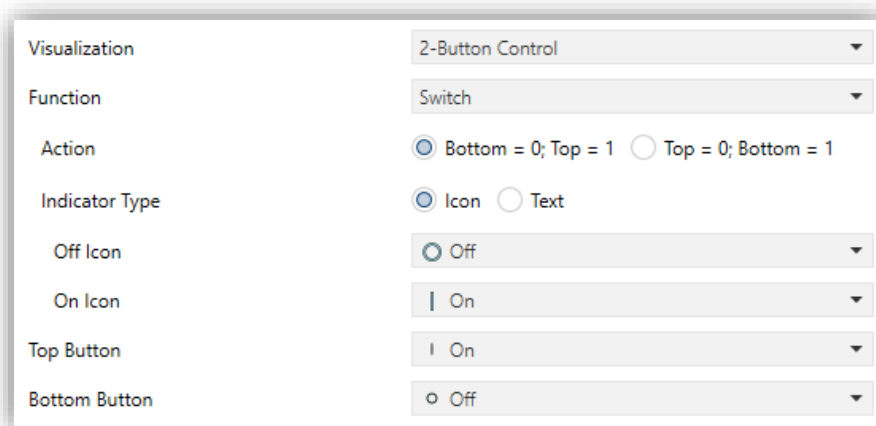 Visualization 2-Button Control
Function Switch
Action Bottom = 0; Top = 1 Top = 0; Bottom = 1
Indicator Type Icon Text
Off Icon Off
On Icon On
Top Button On
Bottom Button Off